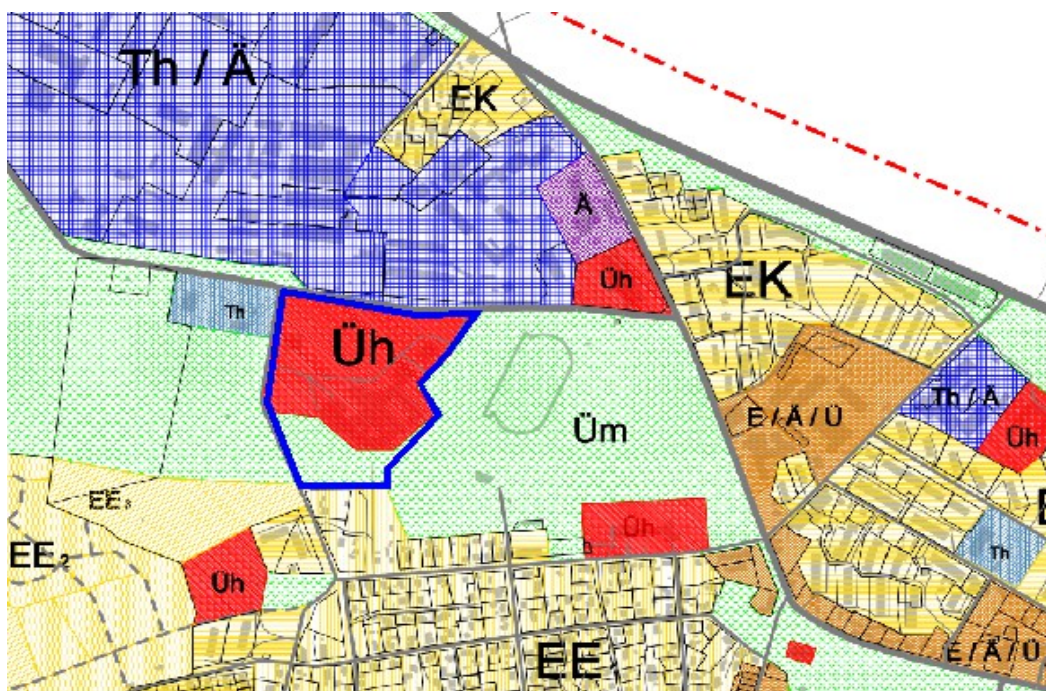 Th / Ä
EK
Ä
Üh
EK
Th
Üh
Th / Ä
Üm
E / Ä / Ü
Üh
EE₃
Üh
E
EE₂
Üh
Th
EE
E / Ä / Ü